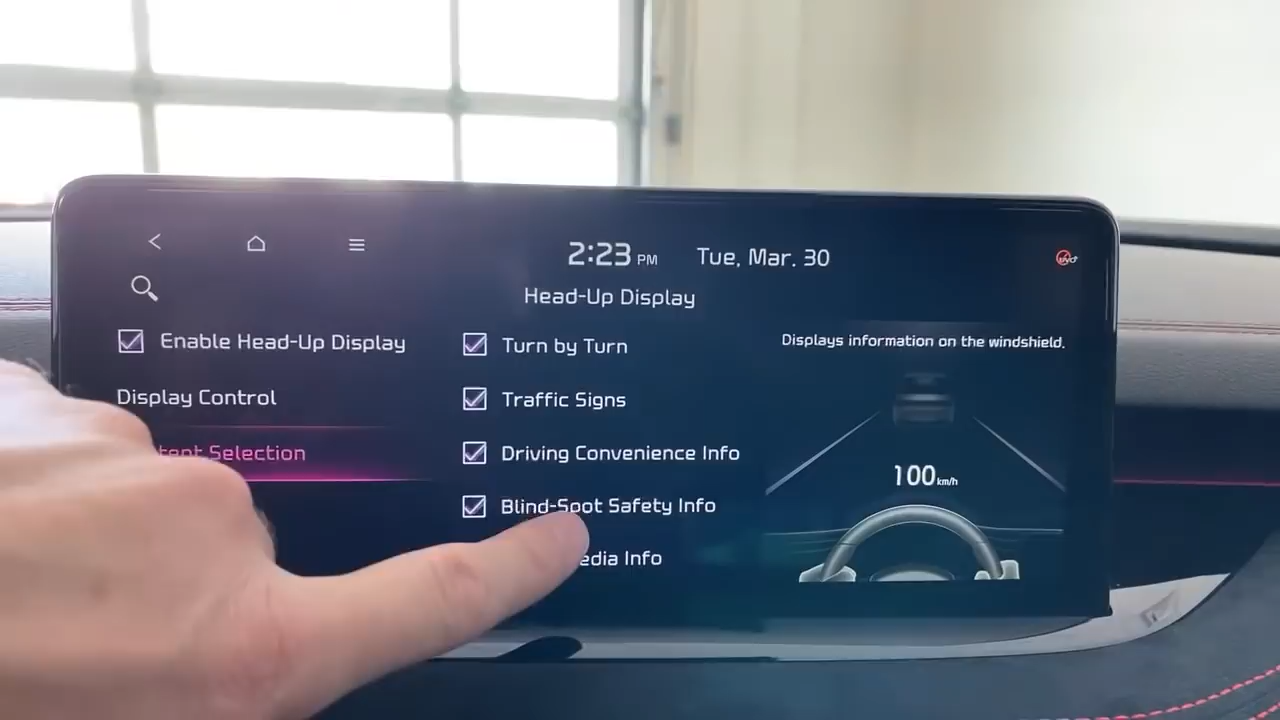 2:23 PM Tue, Mar. 30
Head-Up Display
Enable Head-Up Display
Display Control
Selection
Turn by Turn
Traffic Signs
Driving Convenience Info
Blind-Spot Safety Info
Info
Displays information on the windshield.
100 km/h